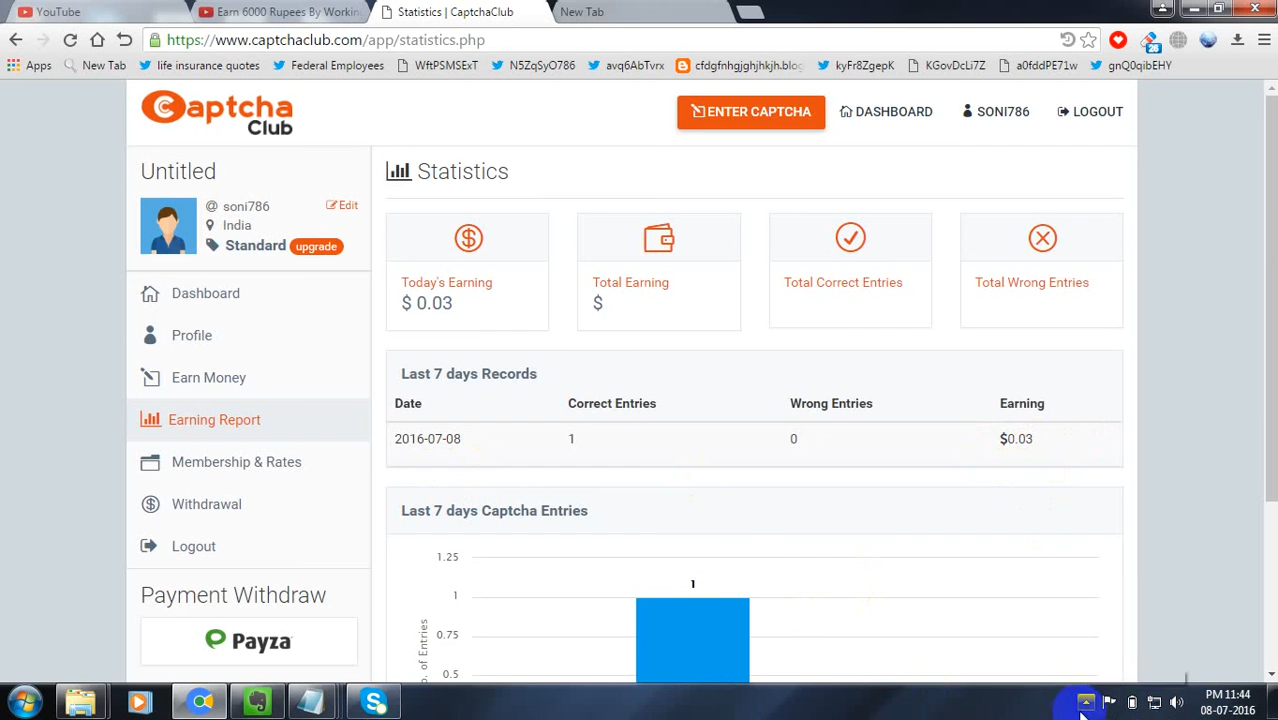 YouTube
Earn 6000 Rupees By Workin
Statistics | CaptchaClub
New Tab
https://www.captchaclub.com/app/statistics.php
26
Apps
New Tab
life insurance quotes
Federal Employees
WftPSMSExT
N5ZqSyO786
avq6AbTvrx
cfdgfnhgjghjhkjh.blog
kyFr8ZgepK
KGovDcLi7Z
a0fddPE71w
gnQ0qibEHY
Captcha
Club
ENTER CAPTCHA
DASHBOARD
SONI786
LOGOUT
Untitled
@ soni786
Edit
India
Standard upgrade
Dashboard
Profile
Earn Money
Earning Report
Membership & Rates
Withdrawal
Logout
Payment Withdraw
Payza
Statistics
Today's Earning
$ 0.03
Total Earning
$
Total Correct Entries
Total Wrong Entries
Last 7 days Records
Date Correct Entries Wrong Entries Earning
2016-07-08 1 0 $0.03
Last 7 days Captcha Entries
1.25
1
1
0.75
0.5
. of Entries
PM 11:44
08-07-2016